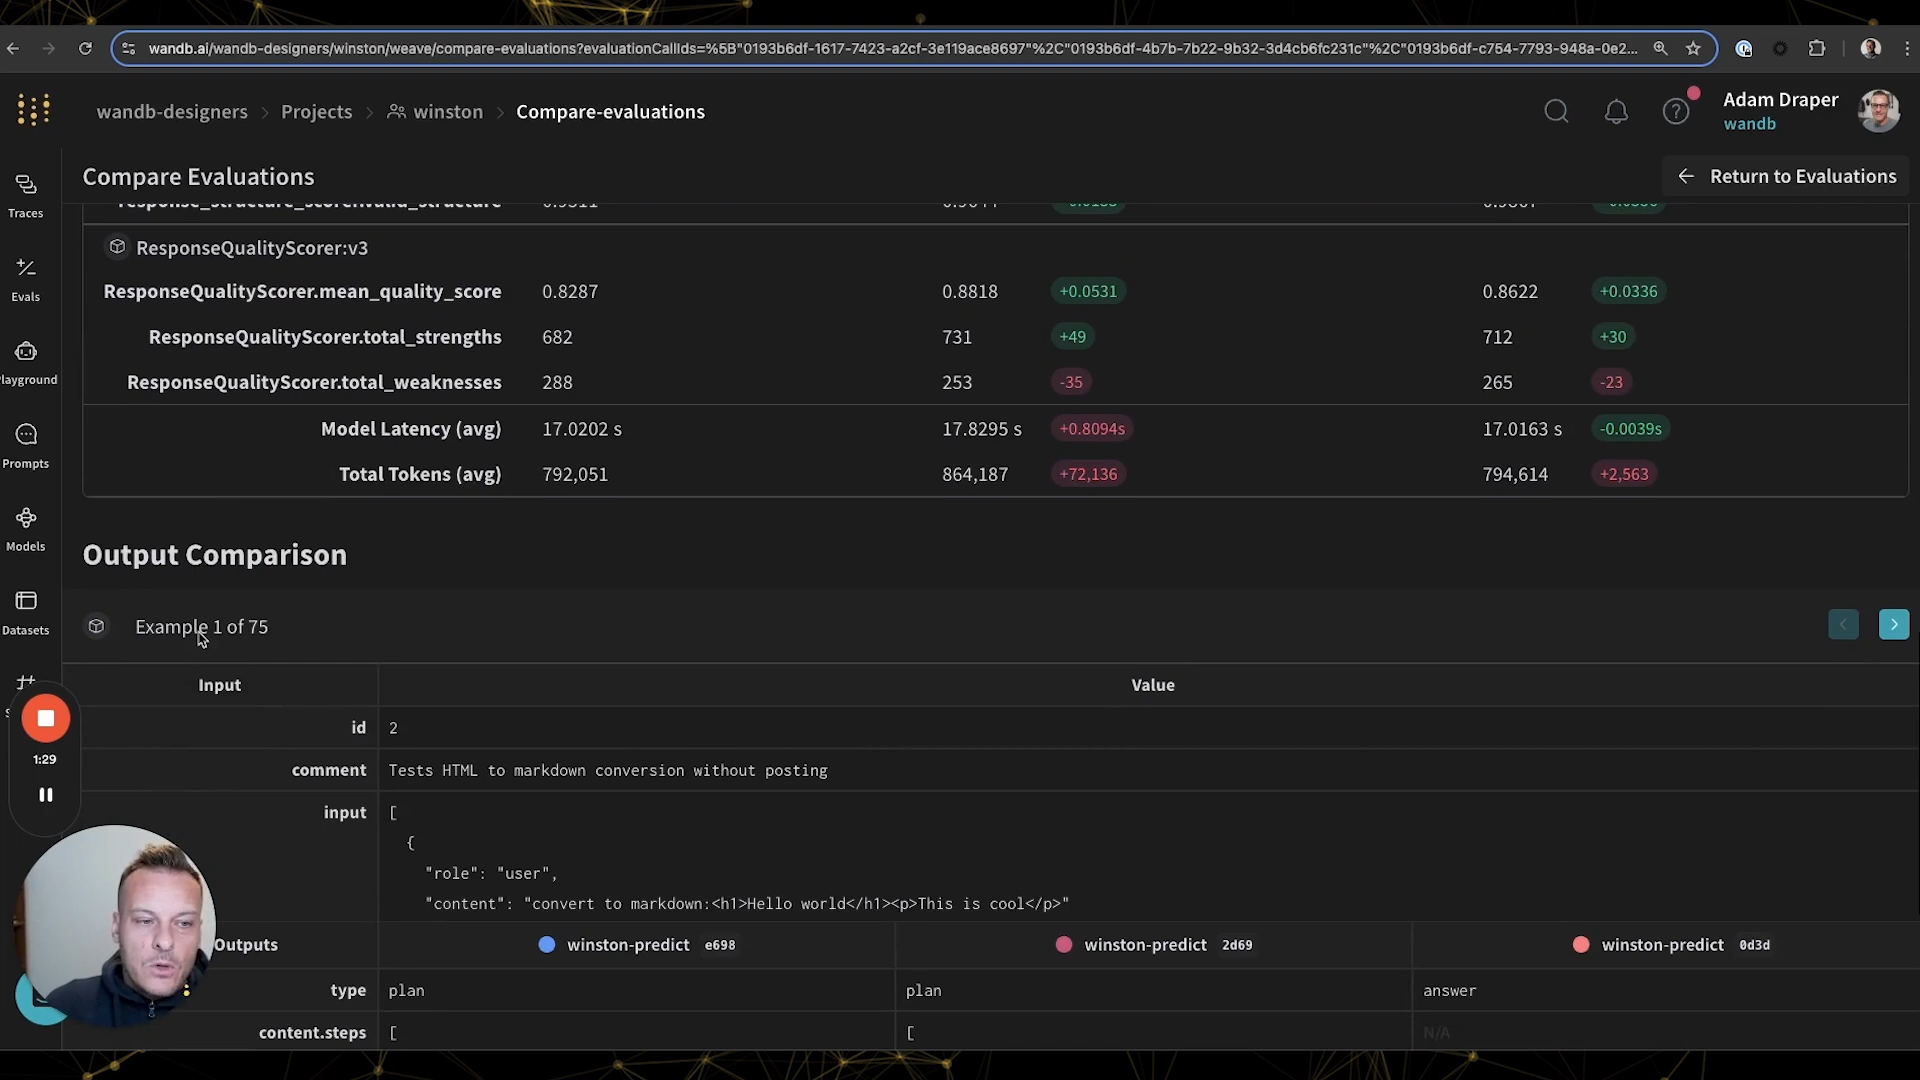 wandb.ai/wandb-designers/winston/weave/compare-evaluations?evaluationCallIds=%5B"0193b6df-1617-7423-a2cf-3e119ace8697"%2C"0193b6df-4b7b-7b22-9b32-3d4cb6fc231c"%2C"0193b6df-c754-7793-948a-0e2...
wandb-designers > Projects > winston > Compare-evaluations
Adam Draper
wandb
Compare Evaluations
Return to Evaluations
Traces
Evals
Playground
Prompts
Models
Datasets
ResponseQualityScorer:v3
ResponseQualityScorer.mean_quality_score 0.8287 0.8818 +0.0531 0.8622 +0.0336
ResponseQualityScorer.total_strengths 682 731 +49 712 +30
ResponseQualityScorer.total_weaknesses 288 253 -35 265 -23
Model Latency (avg) 17.0202 s 17.8295 s +0.8094s 17.0163 s -0.0039s
Total Tokens (avg) 792,051 864,187 +72,136 794,614 +2,563
Output Comparison
Example 1 of 75
Input Value
id 2
comment Tests HTML to markdown conversion without posting
input [
{
"role": "user",
"content": "convert to markdown:<h1>Hello world</h1><p>This is cool</p>"
1:29
Outputs winston-predict e698 winston-predict 2d69 winston-predict 0d3d
type plan plan answer
content.steps [ [ N/A